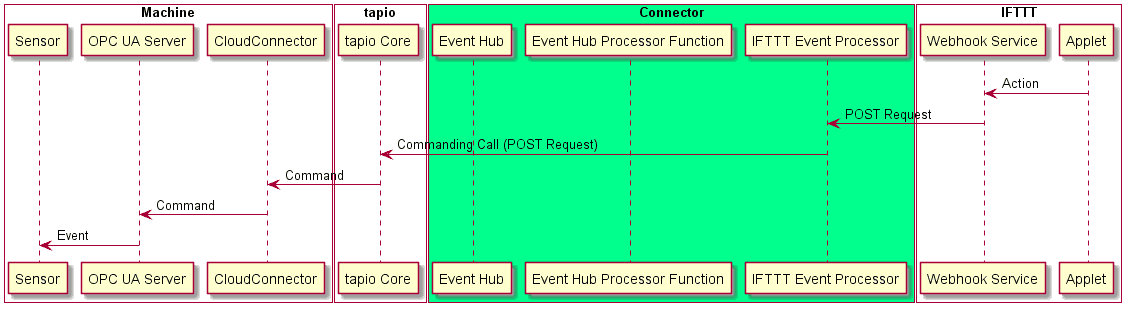 Machine
tapio
Connector
IFTTT
Sensor
OPC UA Server
CloudConnector
tapio Core
Event Hub
Event Hub Processor Function
IFTTT Event Processor
Webhook Service
Applet
Action
POST Request
Commanding Call (POST Request)
Command
Command
Event
Sensor
OPC UA Server
CloudConnector
tapio Core
Event Hub
Event Hub Processor Function
IFTTT Event Processor
Webhook Service
Applet